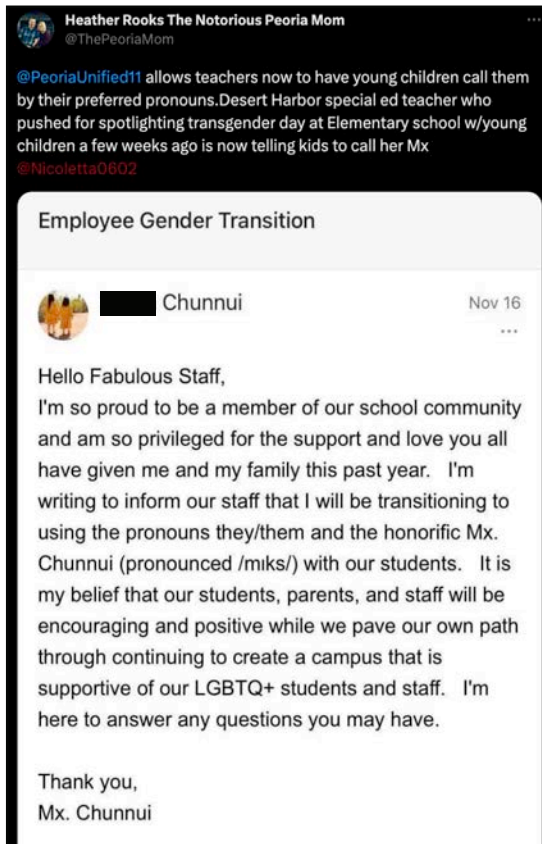 Heather Rooks The Notorious Peoria Mom
@ThePeoriaMom
@PeoriaUnified11 allows teachers now to have young children call them
by their preferred pronouns.Desert Harbor special ed teacher who
pushed for spotlighting transgender day at Elementary school w/young
children a few weeks ago is now telling kids to call her Mx
@Nicoletta0602
Employee Gender Transition
Chunnui
Nov 16
Hello Fabulous Staff,
I'm so proud to be a member of our school community
and am so privileged for the support and love you all
have given me and my family this past year. I'm
writing to inform our staff that I will be transitioning to
using the pronouns they/them and the honorific Mx.
Chunnui (pronounced /mıks/) with our students. It is
my belief that our students, parents, and staff will be
encouraging and positive while we pave our own path
through continuing to create a campus that is
supportive of our LGBTQ+ students and staff. I'm
here to answer any questions you may have.
Thank you,
Mx. Chunnui